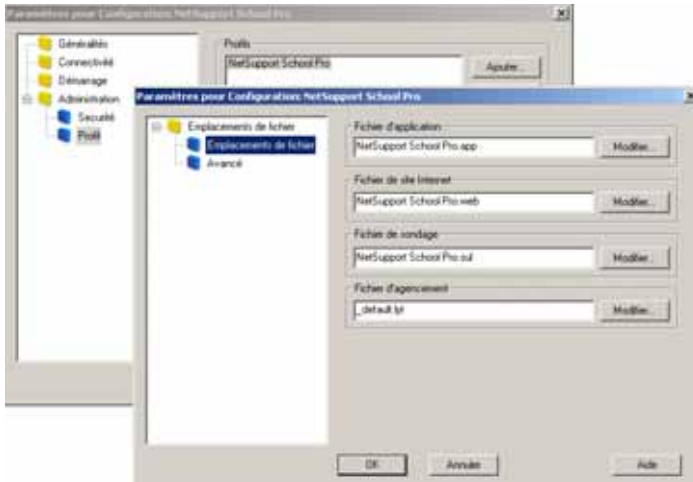 Paramètres pour Configuration: NetSupport School Pro
Généralités
Connectivité
Démarrage
Administration
Securité
Profil
Profils
NetSupport School Pro
Ajouter...
Paramètres pour Configuration: NetSupport School Pro
Emplacements de fichier
Emplacements de fichier
Avancé
Fichier d'application
NetSupport School Pro.app
Modifier...
Fichier de site Internet
NetSupport School Pro.web
Modifier...
Fichier de sondage
NetSupport School Pro.sul
Modifier...
Fichier d'agencement
_default.lyt
Modifier...
OK
Annuler
Aide